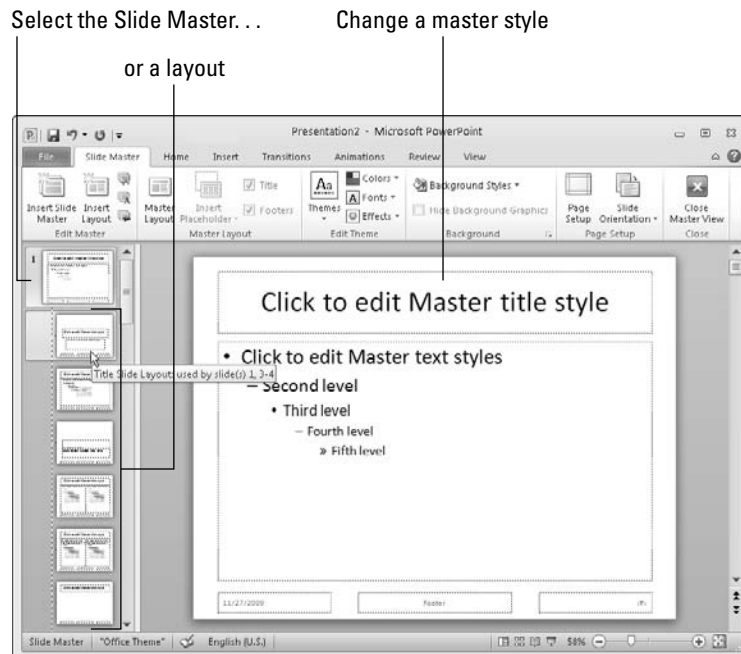 Select the Slide Master. . . Change a master style
or a layout
Presentation2 - Microsoft PowerPoint
File Slide Master Home Insert Transitions Animations Review View
Insert Slide Master
Insert Layout
Master Layout
Insert Placeholder
Title
Footers
Themes
Colors
Fonts
Effects
Background Styles
Hide Background Graphics
Page Setup
Slide Orientation
Close Master View
Edit Master Master Layout Edit Theme Background Page Setup Close
1
Click to edit Master title style
• Click to edit Master text styles
Title Slide Layout: used by slide(s) 1, 3-4
– Second level
• Third level
– Fourth level
» Fifth level
11/27/2009 Footer ‹#›
Slide Master "Office Theme" English (U.S.) 58%